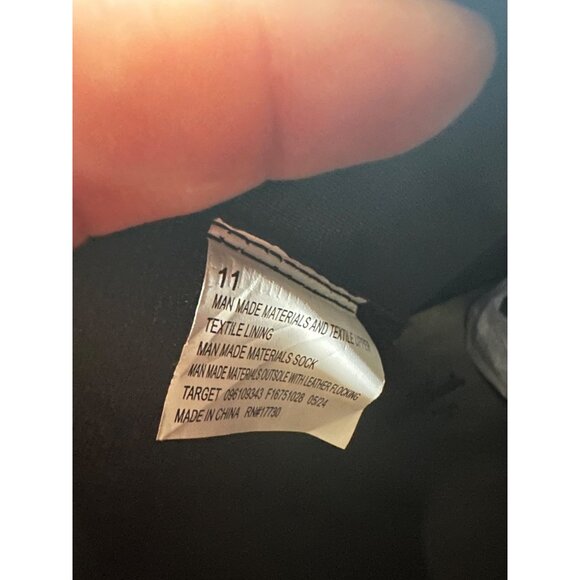 11
MAN MADE MATERIALS AND TEXTILE UPPER
TEXTILE LINING
MAN MADE MATERIALS SOCK
MAN MADE MATERIALS OUTSOLE WITH LEATHER FLOCKING
TARGET 096109343 F16751028 05/24
MADE IN CHINA RN#17730